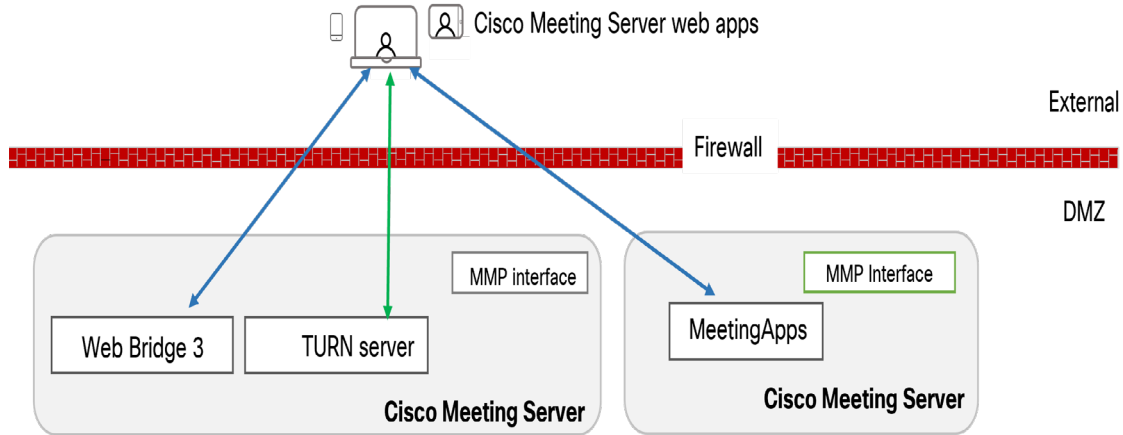 Cisco Meeting Server web apps
External
Firewall
DMZ
MMP interface
MMP Interface
Web Bridge 3
TURN server
MeetingApps
Cisco Meeting Server
Cisco Meeting Server